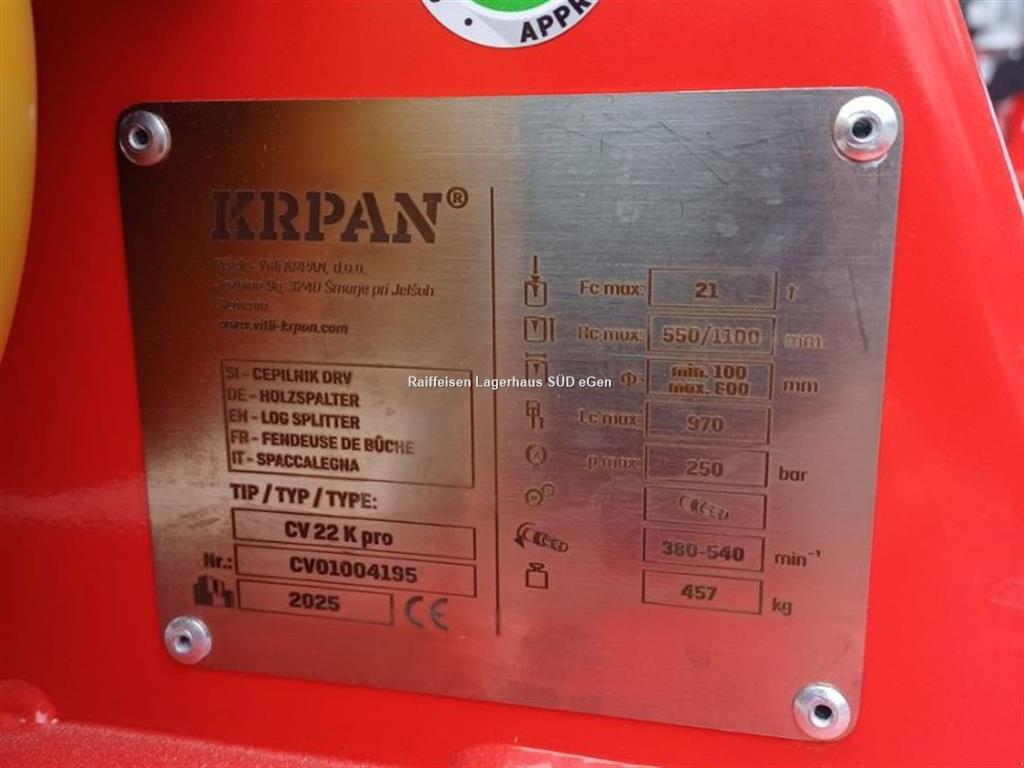 APPR
KRPAN®
KRPAN, d.o.o.
3240 Šmarje pri Jelšah
Slovenia
www.vitli-krpan.com
SI - CEPILNIK DRV
DE - HOLZSPALTER
EN - LOG SPLITTER
FR - FENDEUSE DE BÛCHE
IT - SPACCALEGNA
TIP / TYP / TYPE:
CV 22 K pro
Nr.: CV01004195
2025 CE
Fc max: 21 t
Hc max: 550/1100 mm
Φ: min. 100
max. 600 mm
Lc max: 970
p max: 250 bar
380-540 min⁻¹
457 kg
Raiffeisen Lagerhaus SÜD eGen